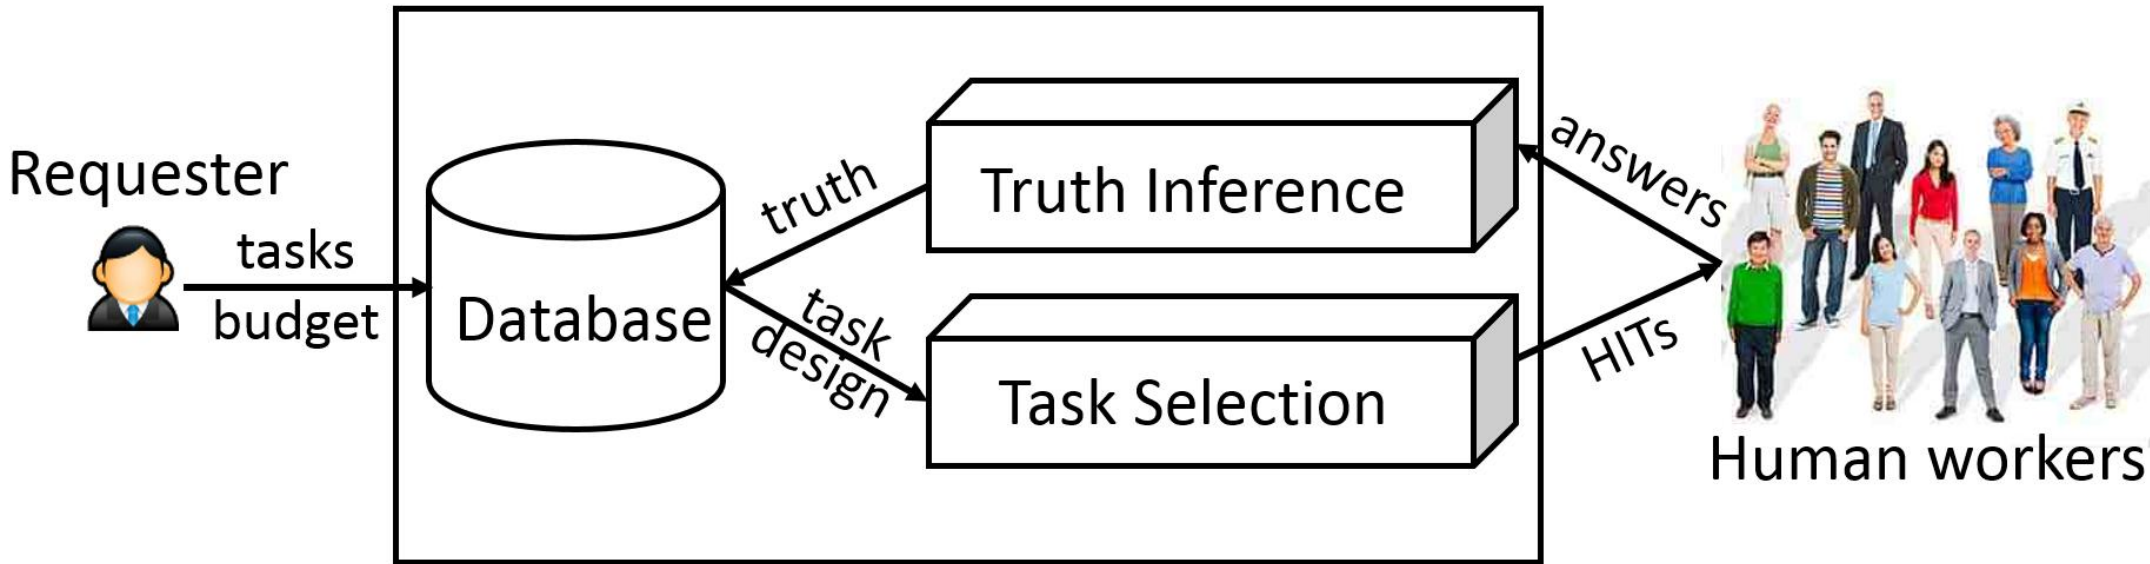 Requester
tasks
budget
Database
truth
task
design
Truth Inference
Task Selection
answers
HITs
Human workers